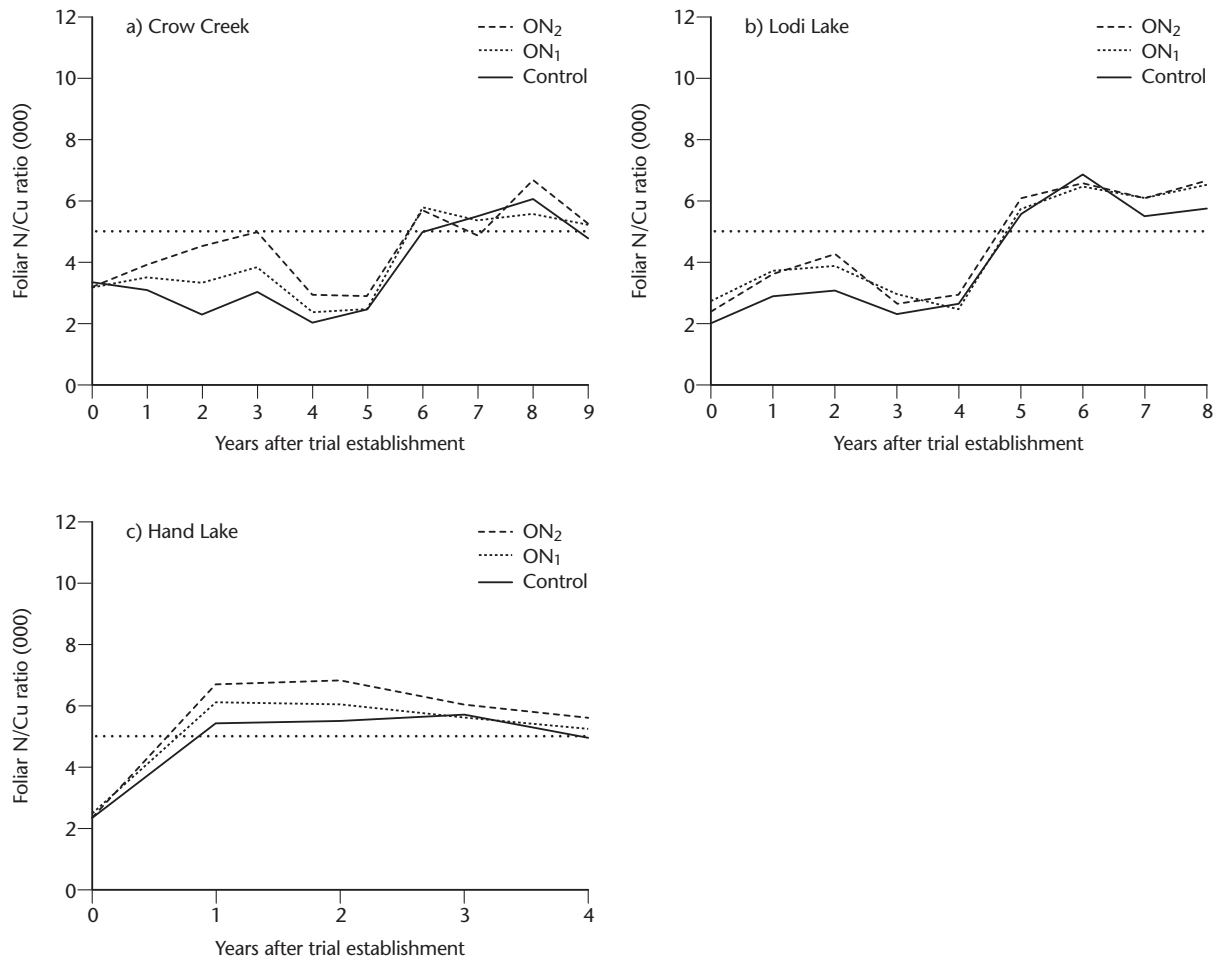 a) Crow Creek
ON₂
ON₁
Control
Foliar N/Cu ratio (000)
12
10
8
6
4
2
0
0 1 2 3 4 5 6 7 8 9
Years after trial establishment
b) Lodi Lake
ON₂
ON₁
Control
Foliar N/Cu ratio (000)
12
10
8
6
4
2
0
0 1 2 3 4 5 6 7 8
Years after trial establishment
c) Hand Lake
ON₂
ON₁
Control
Foliar N/Cu ratio (000)
12
10
8
6
4
2
0
0 1 2 3 4
Years after trial establishment